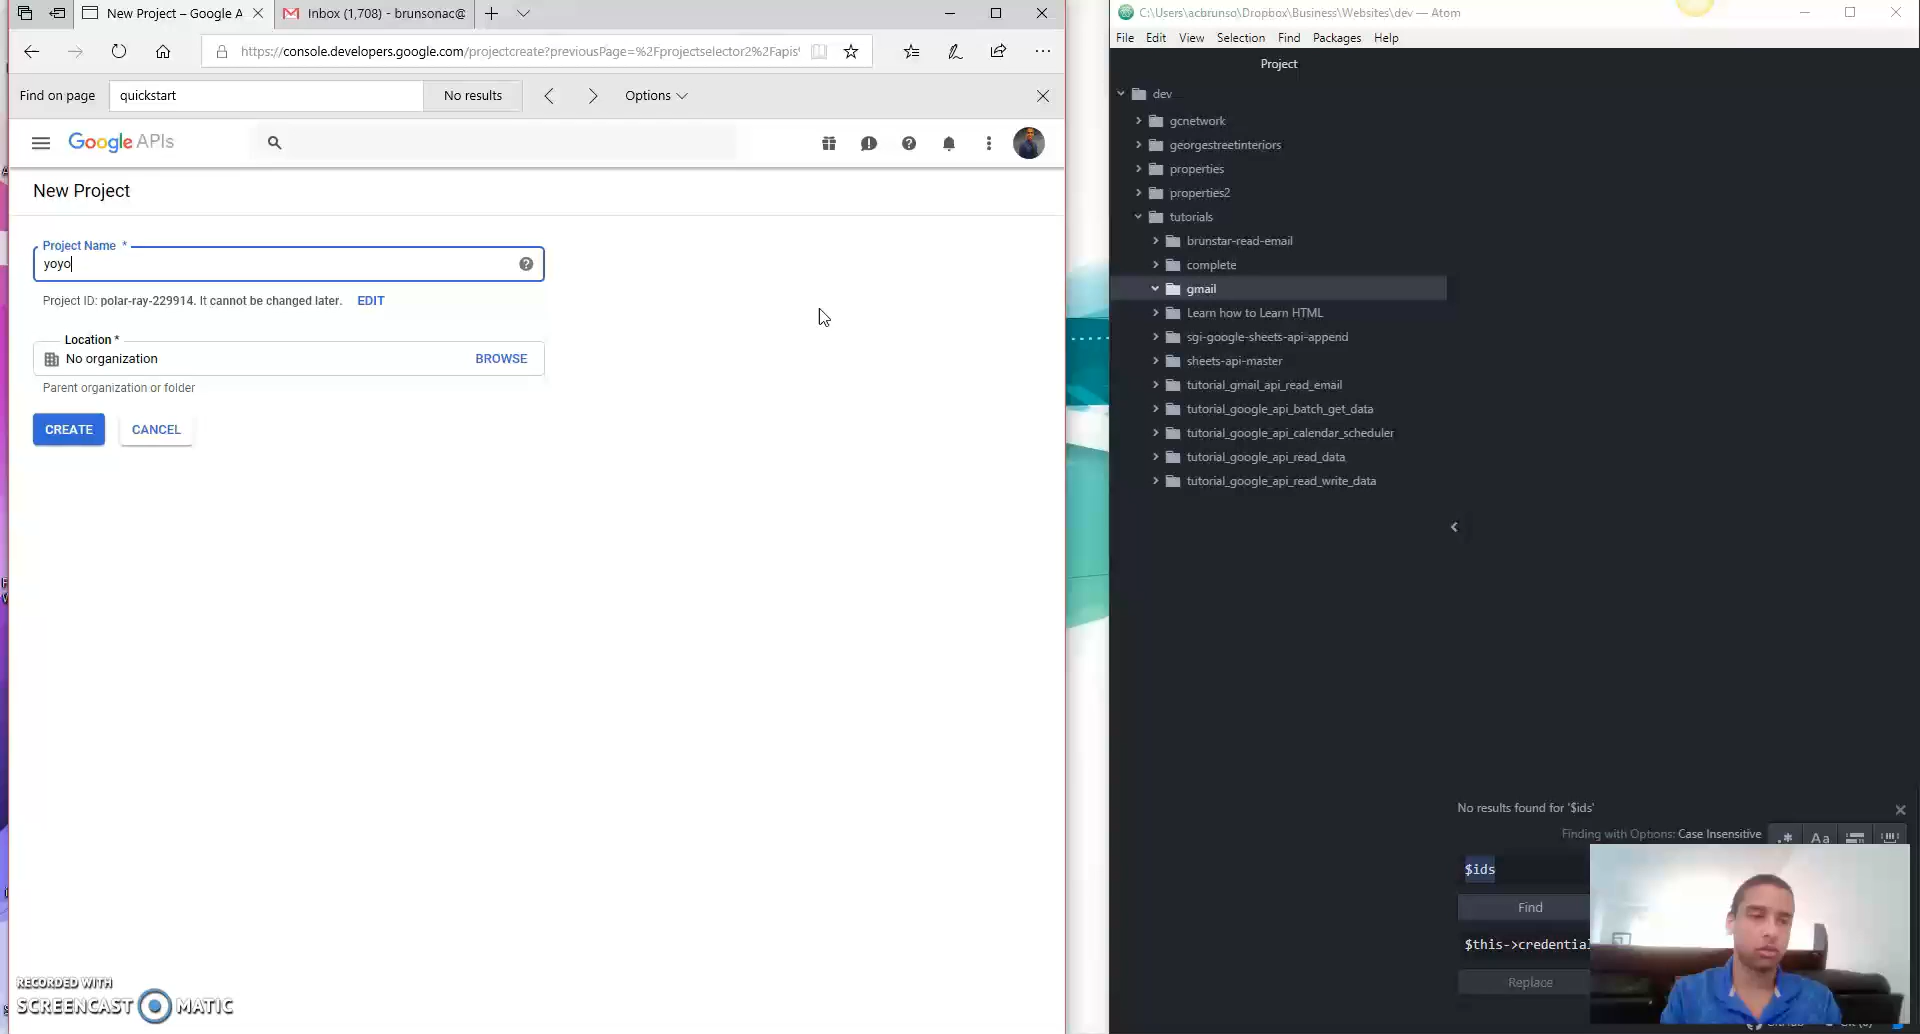 New Project – Google A
Inbox (1,708) - brunsonac@
https://console.developers.google.com/projectcreate?previousPage=%2Fprojectselector2%2Fapis'
Find on page
quickstart
No results
Options
Google APIs
New Project
Project Name *
yoyo
Project ID: polar-ray-229914. It cannot be changed later. EDIT
Location *
No organization
BROWSE
Parent organization or folder
CREATE
CANCEL
RECORDED WITH
SCREENCAST MATIC
C:\Users\acbrunso\Dropbox\Business\Websites\dev — Atom
File Edit View Selection Find Packages Help
Project
dev
gcnetwork
georgestreetinteriors
properties
properties2
tutorials
brunstar-read-email
complete
gmail
Learn how to Learn HTML
sgi-google-sheets-api-append
sheets-api-master
tutorial_gmail_api_read_email
tutorial_google_api_batch_get_data
tutorial_google_api_calendar_scheduler
tutorial_google_api_read_data
tutorial_google_api_read_write_data
No results found for '$ids'
Finding with Options: Case Insensitive
.* Aa
$ids
Find
$this->credential
Replace